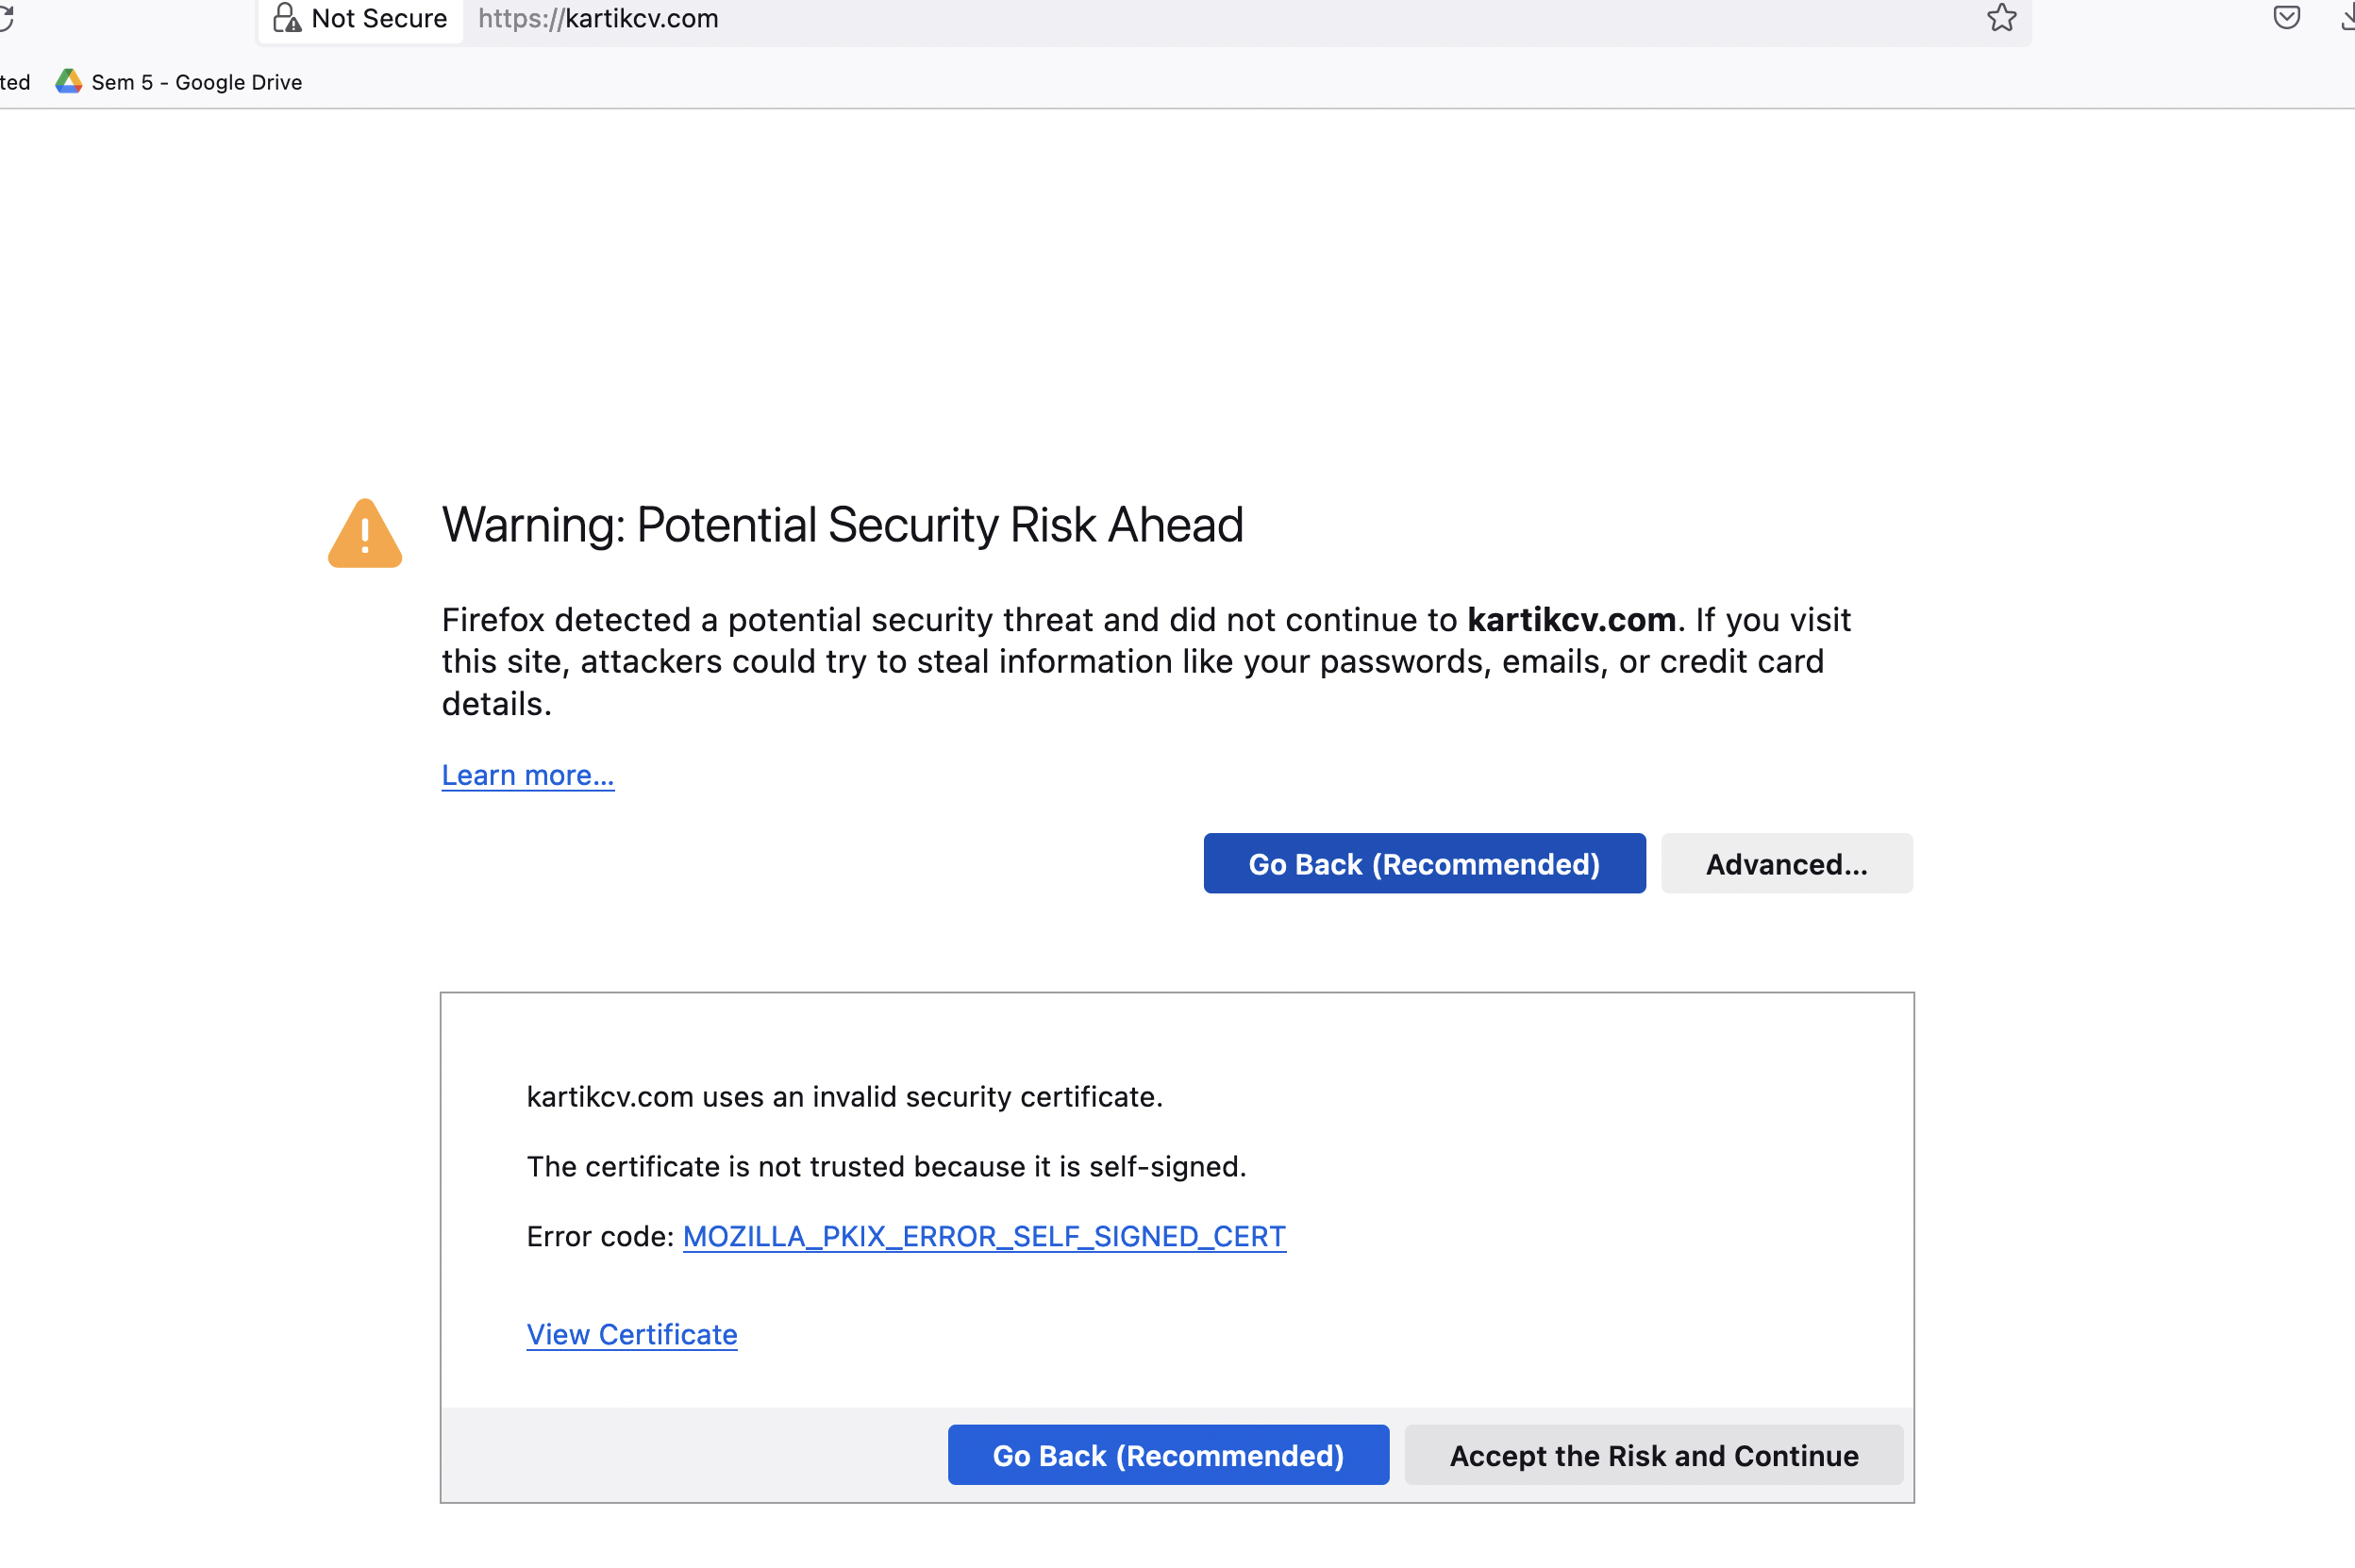 Not Secure https://kartikcv.com
ted Sem 5 - Google Drive
Warning: Potential Security Risk Ahead
Firefox detected a potential security threat and did not continue to kartikcv.com. If you visit
this site, attackers could try to steal information like your passwords, emails, or credit card
details.
Learn more...
Go Back (Recommended) Advanced...
kartikcv.com uses an invalid security certificate.
The certificate is not trusted because it is self-signed.
Error code: MOZILLA_PKIX_ERROR_SELF_SIGNED_CERT
View Certificate
Go Back (Recommended) Accept the Risk and Continue